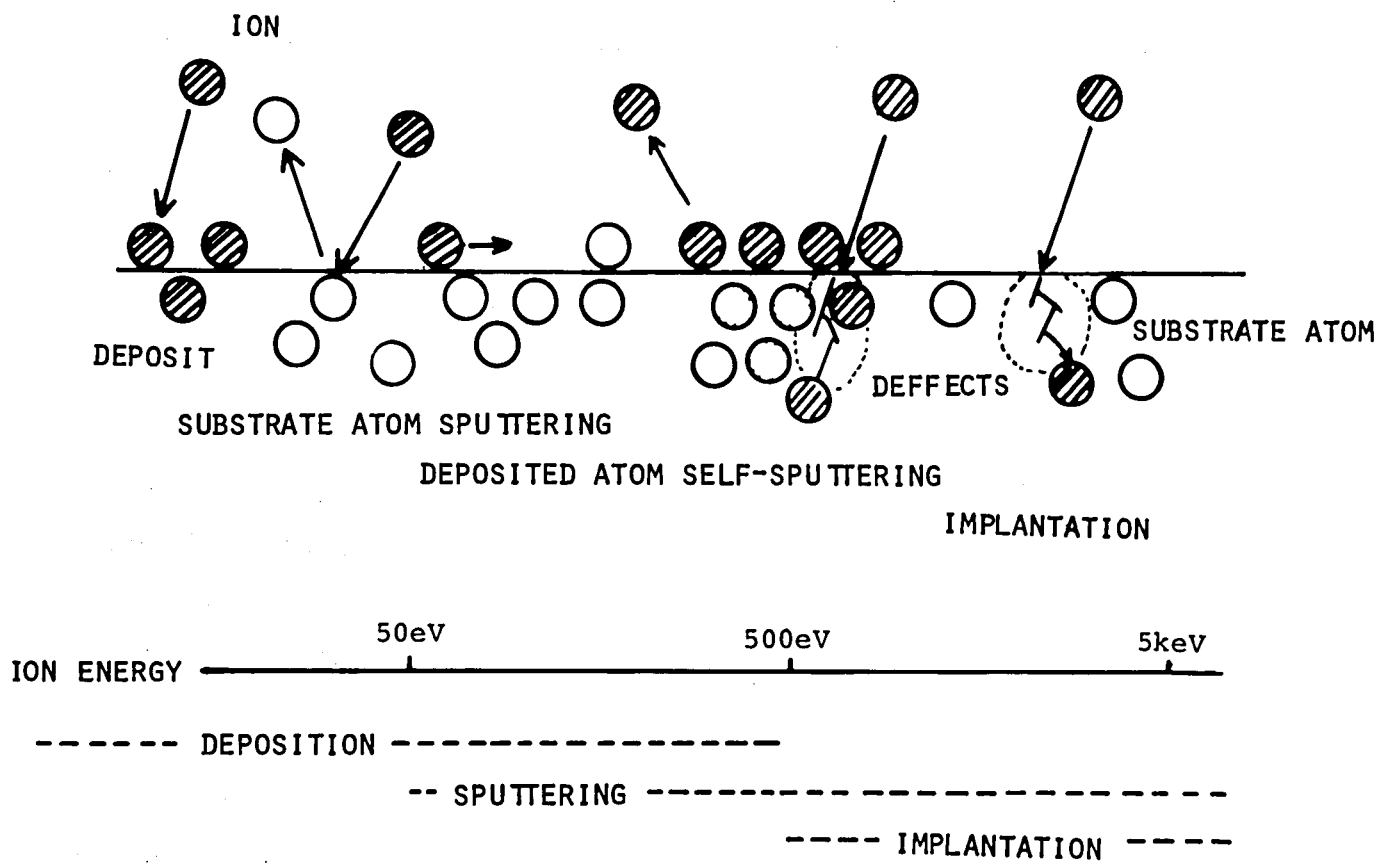 ION
SUBSTRATE ATOM
DEPOSIT
DEFFECTS
SUBSTRATE ATOM SPUTTERING
DEPOSITED ATOM SELF-SPUTTERING
IMPLANTATION
50eV 500eV 5keV
ION ENERGY
DEPOSITION
SPUTTERING
IMPLANTATION